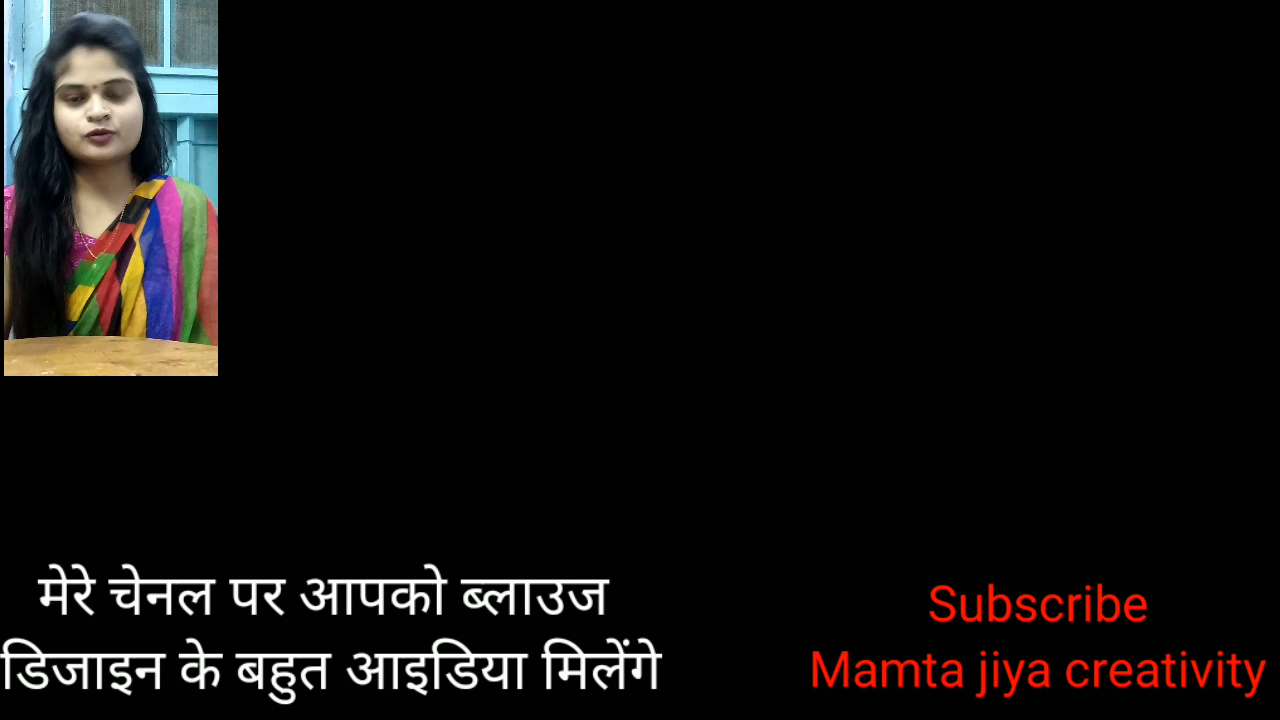 मेरे चेनल पर आपको ब्लाउज
डिजाइन के बहुत आइडिया मिलेंगे
Subscribe
Mamta jiya creativity